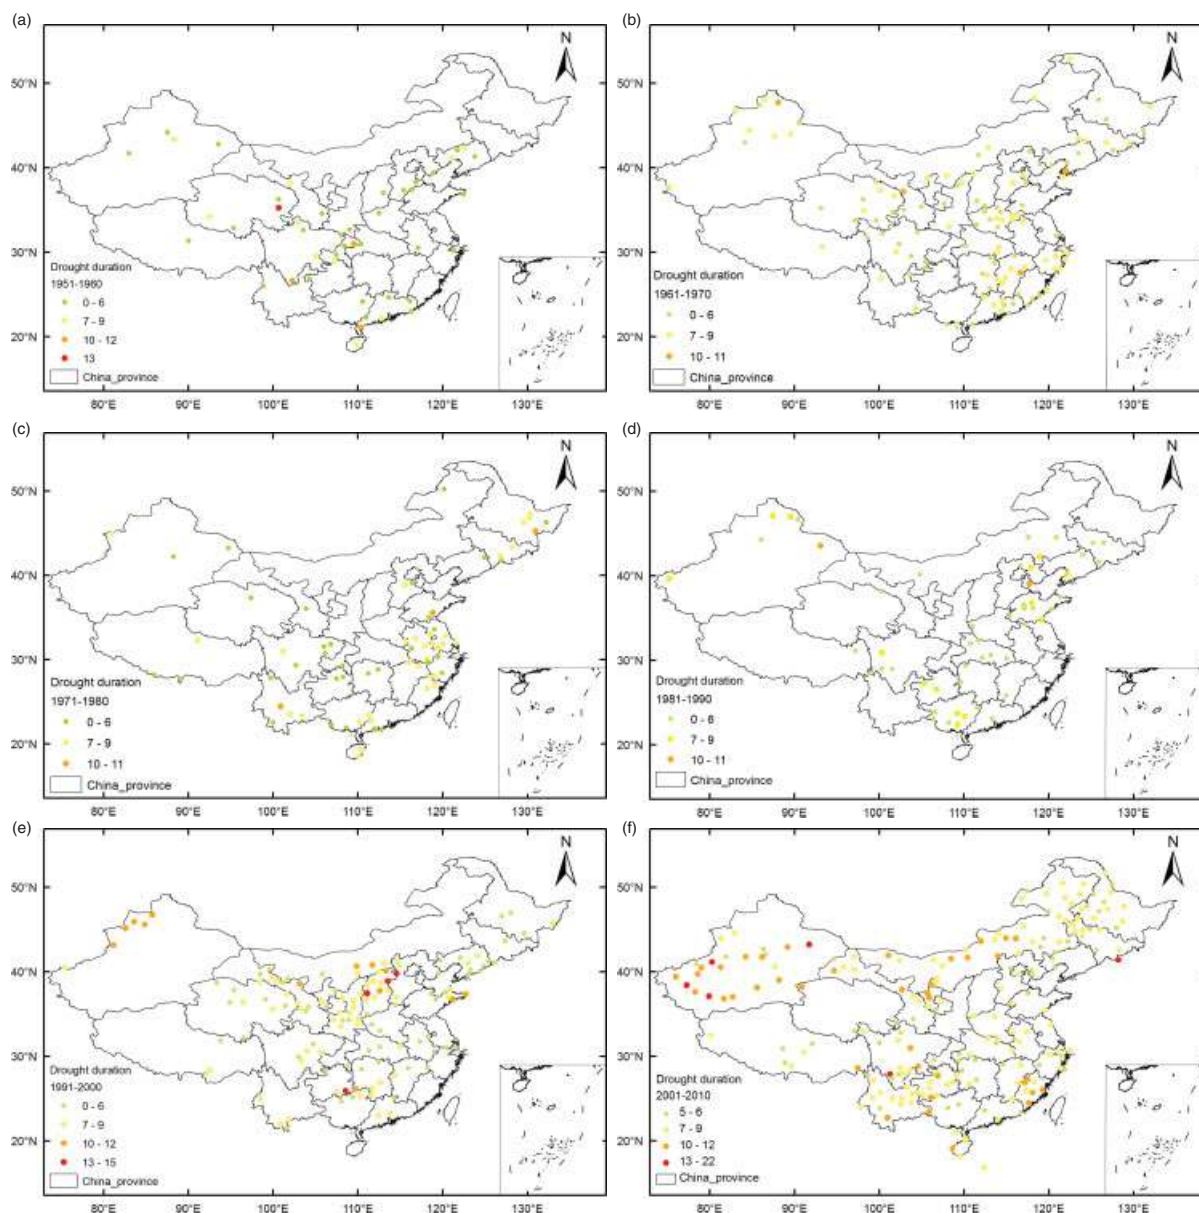 (a)
N
50°N
40°N
30°N
20°N
Drought duration
1951-1960
0 - 6
7 - 9
10 - 12
13
China_province
80°E 90°E 100°E 110°E 120°E 130°E
(b)
N
50°N
40°N
30°N
20°N
Drought duration
1961-1970
0 - 6
7 - 9
10 - 11
China_province
80°E 90°E 100°E 110°E 120°E 130°E
(c)
N
50°N
40°N
30°N
20°N
Drought duration
1971-1980
0 - 6
7 - 9
10 - 11
China_province
80°E 90°E 100°E 110°E 120°E 130°E
(d)
N
50°N
40°N
30°N
20°N
Drought duration
1981-1990
0 - 6
7 - 9
10 - 11
China_province
80°E 90°E 100°E 110°E 120°E 130°E
(e)
N
50°N
40°N
30°N
20°N
Drought duration
1991-2000
0 - 6
7 - 9
10 - 12
13 - 15
China_province
80°E 90°E 100°E 110°E 120°E 130°E
(f)
N
50°N
40°N
30°N
20°N
Drought duration
2001-2010
5 - 6
7 - 9
10 - 12
13 - 22
China_province
80°E 90°E 100°E 110°E 120°E 130°E